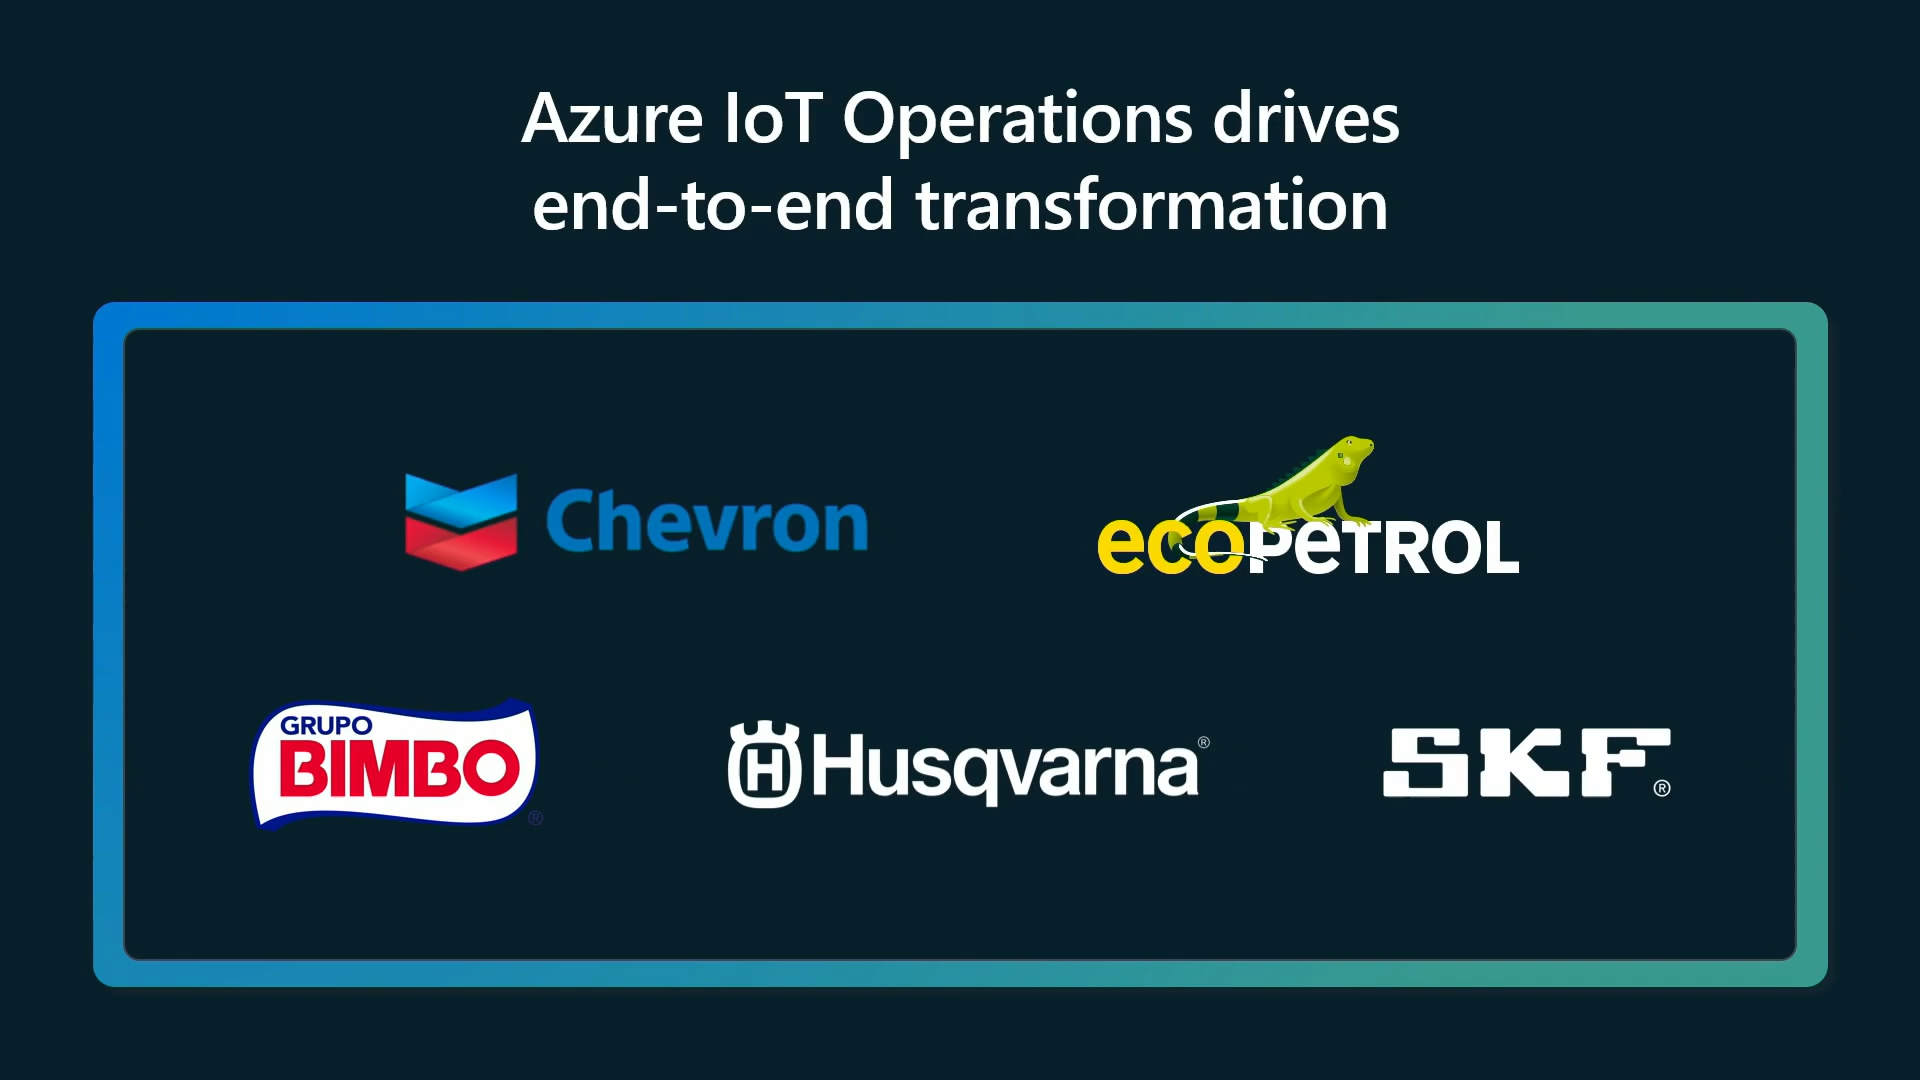 Azure IoT Operations drives
end-to-end transformation
Chevron
ecopeTROL
GRUPO
BIMBO
®
H Husqvarna®
SKF®